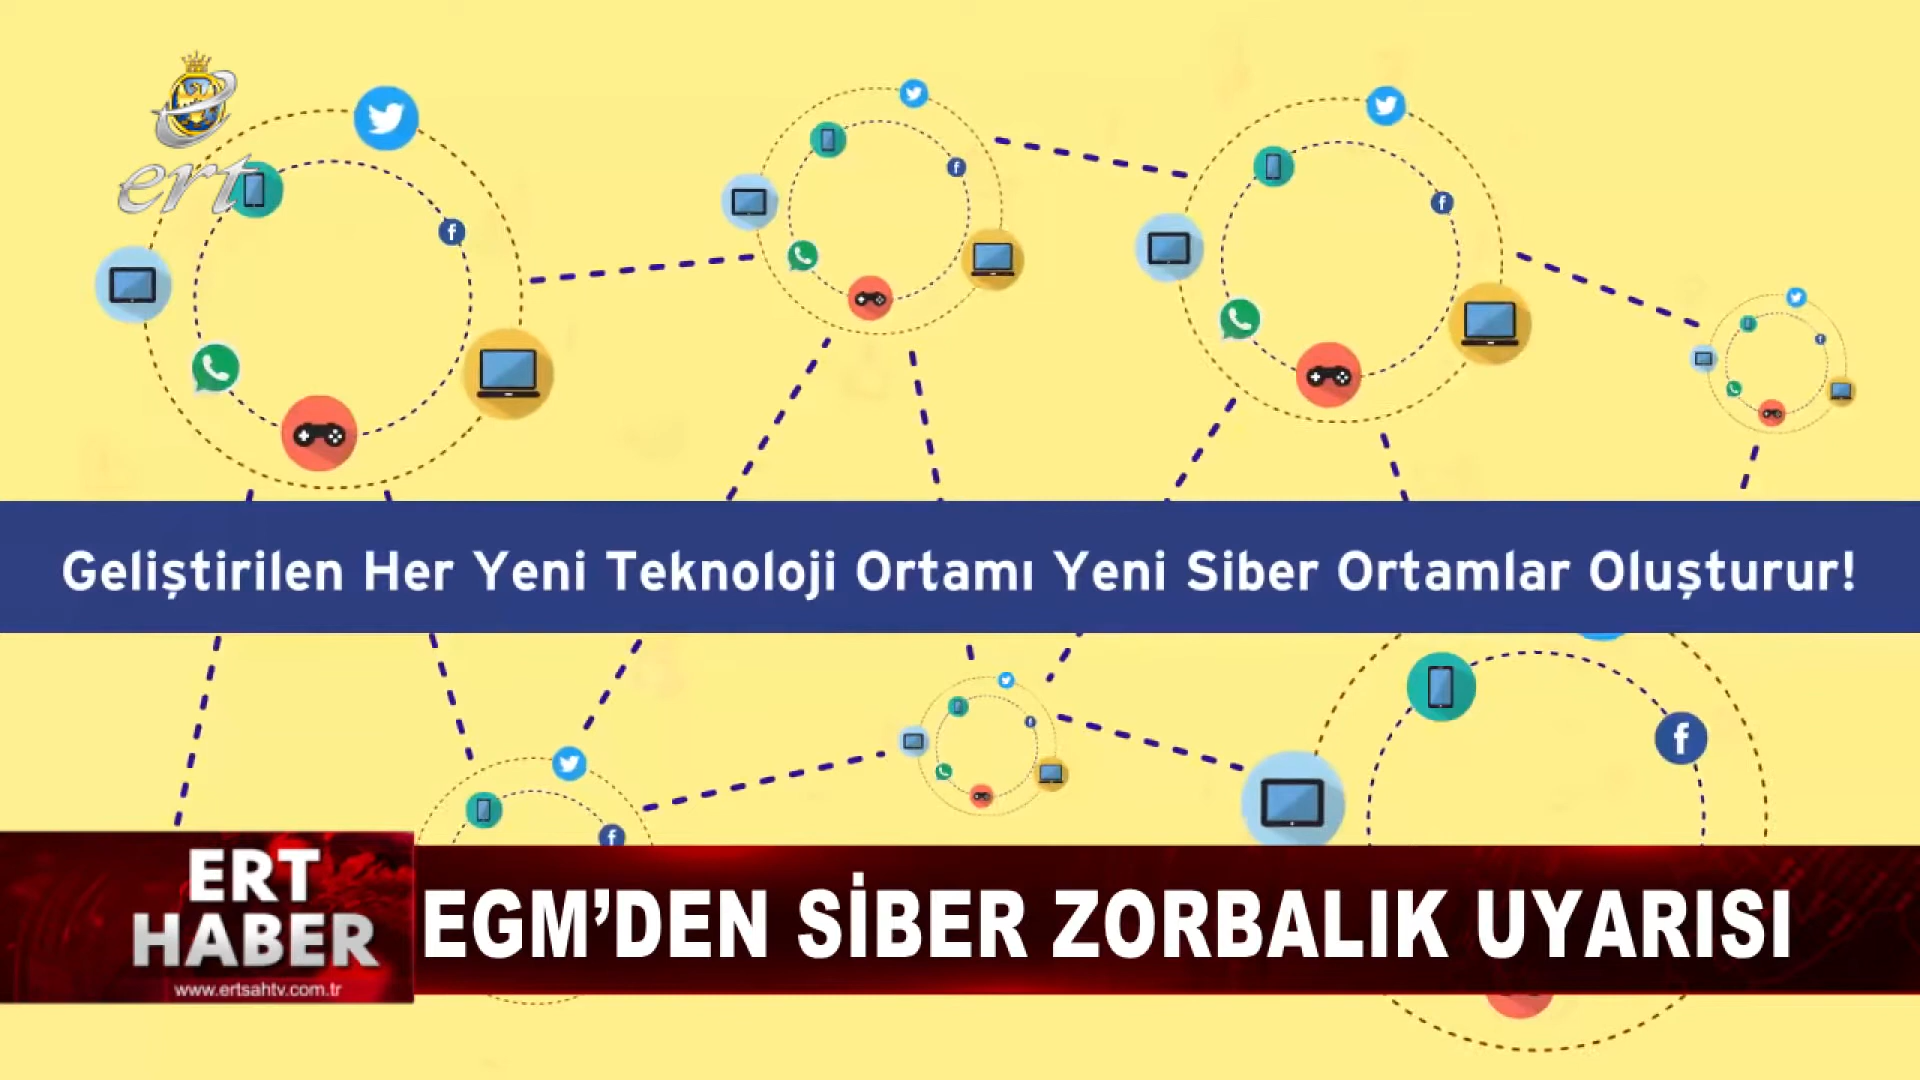 ert
Geliştirilen Her Yeni Teknoloji Ortamı Yeni Siber Ortamlar Oluşturur!
ERT
HABER
www.ertsahtv.com.tr
EGM’DEN SİBER ZORBALIK UYARISI